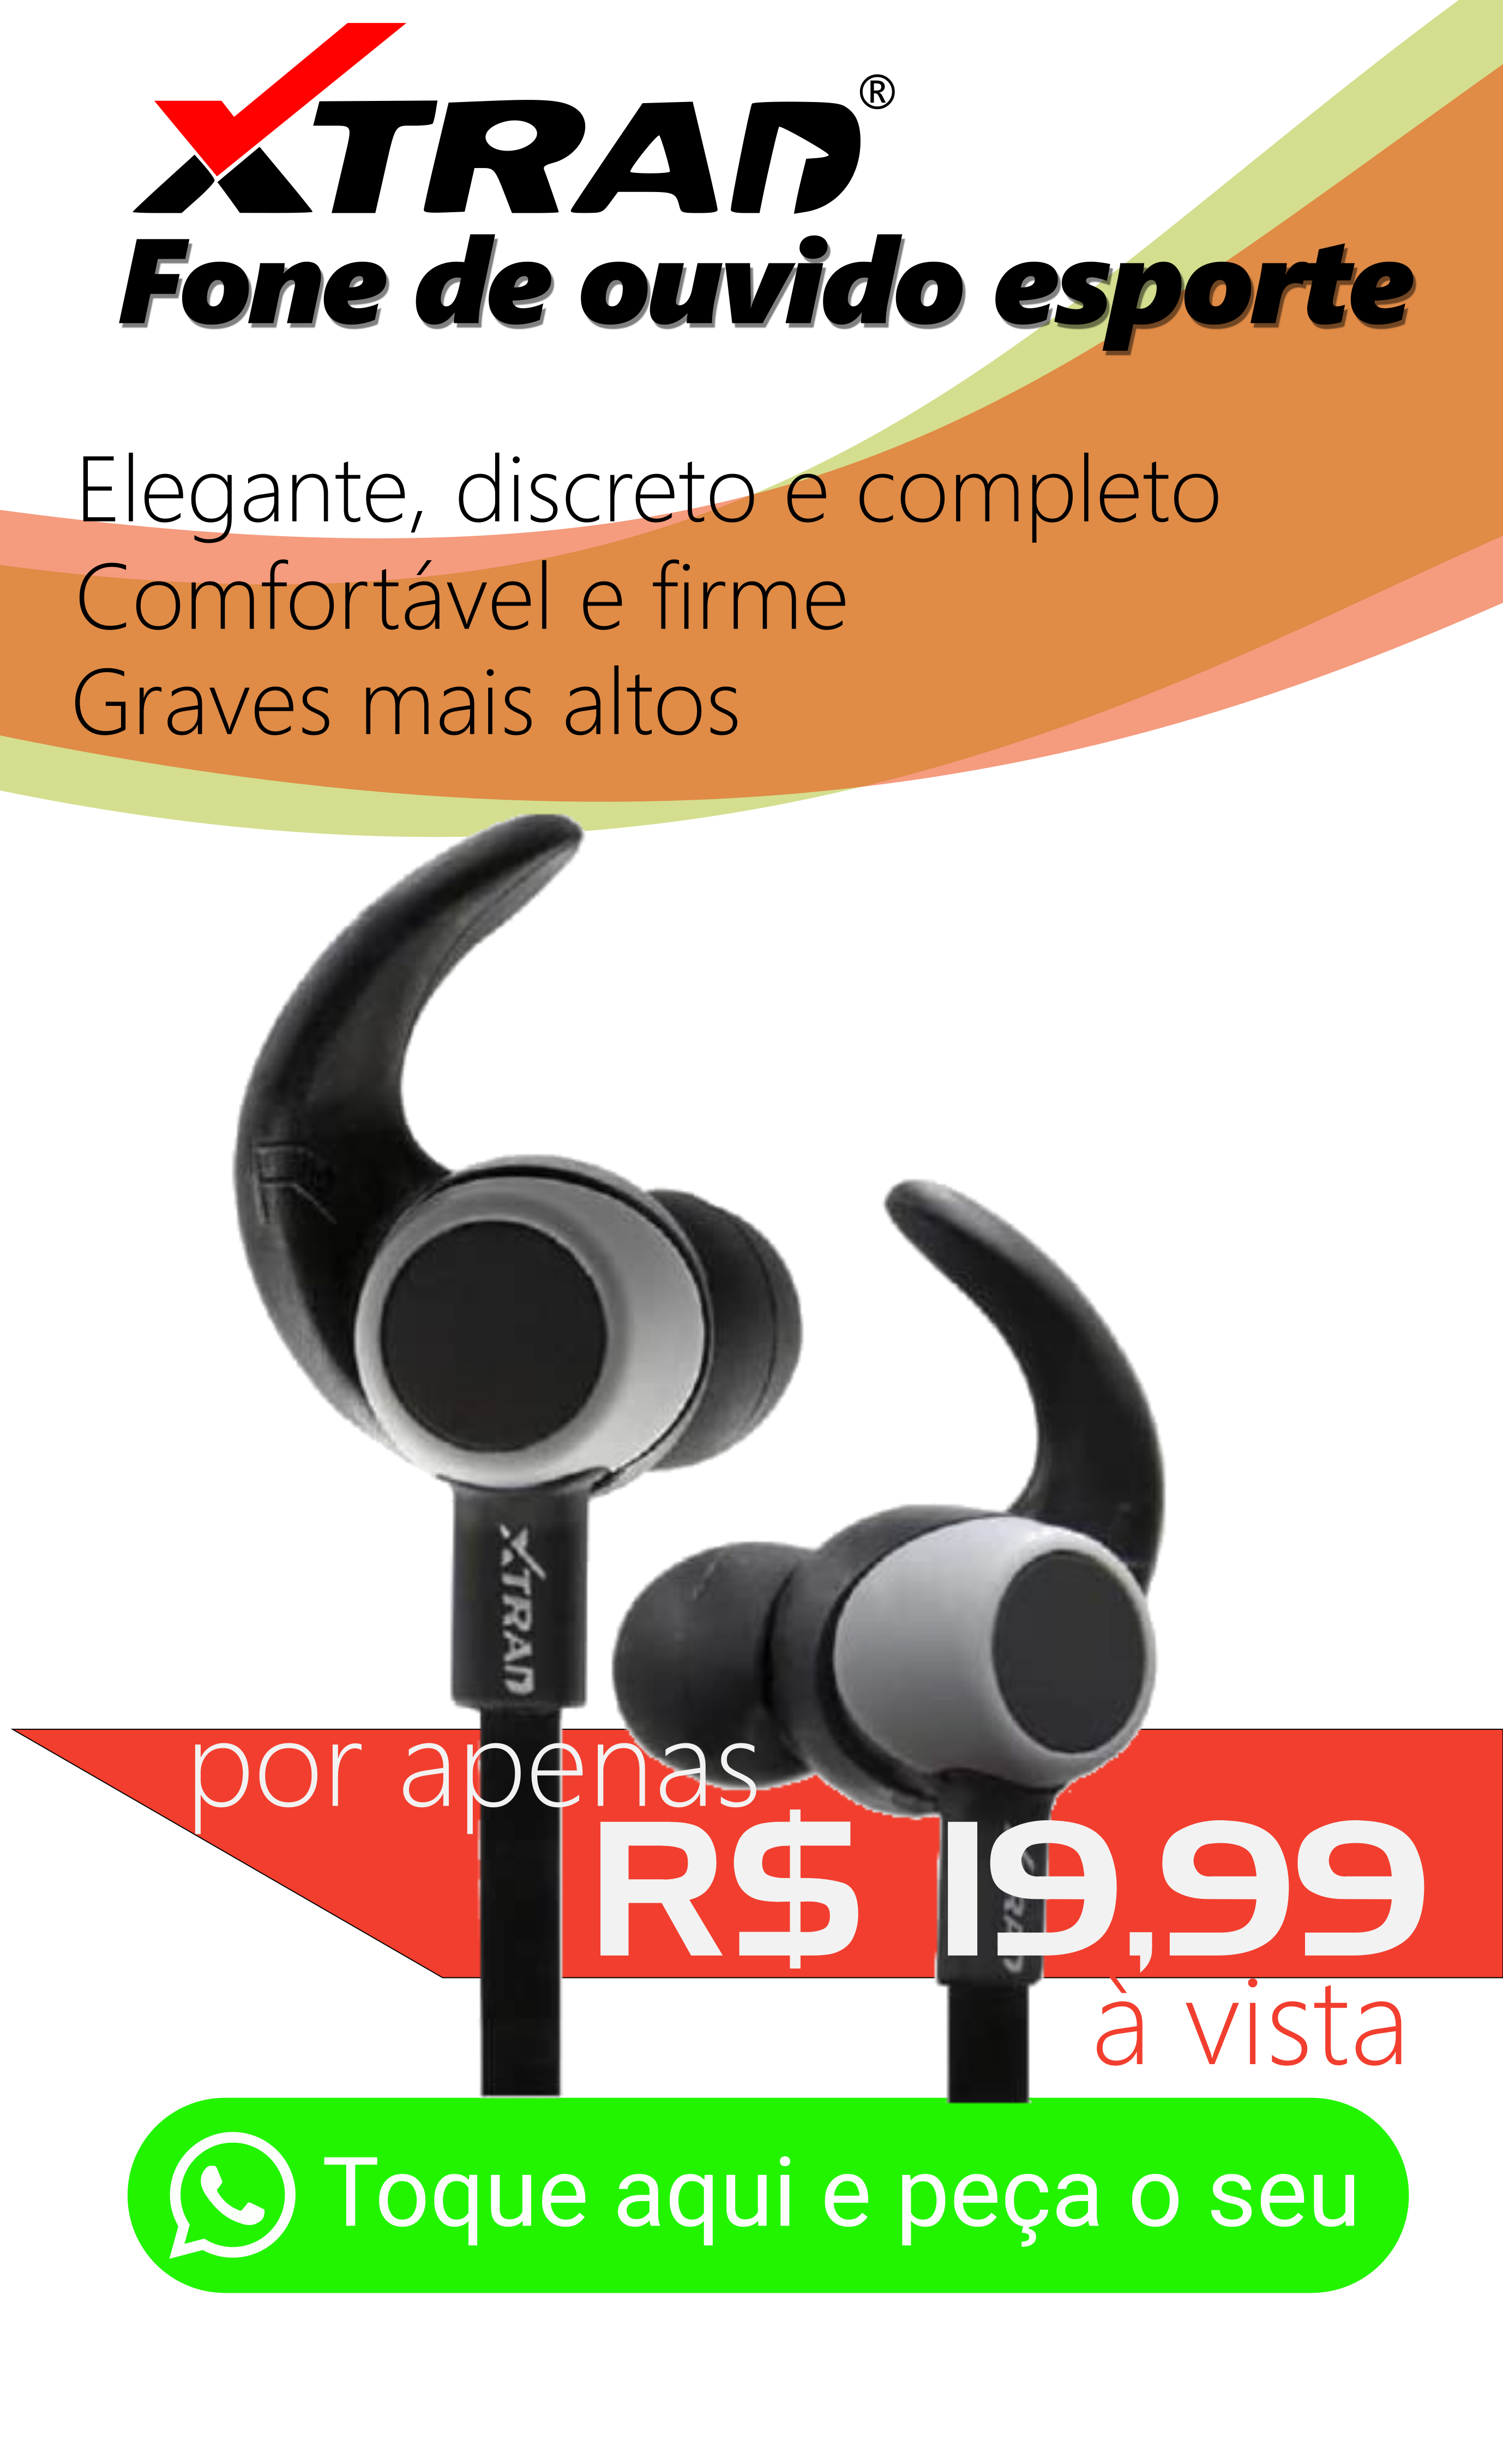 XTRAD®
Fone de ouvido esporte
Elegante, discreto e completo
Comfortável e firme
Graves mais altos
XTRAD
por apenas
R$ 19,99
à vista
Toque aqui e peça o seu